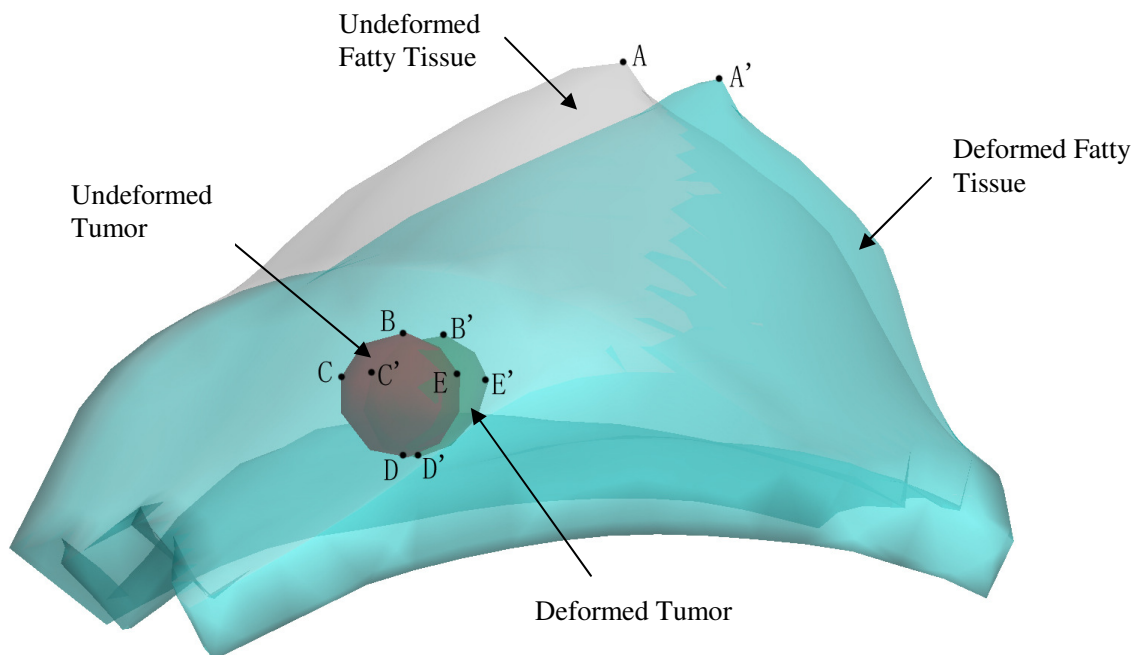 Undeformed
Fatty Tissue
A
A'
Deformed Fatty
Tissue
Undeformed
Tumor
B
B'
C
C'
E
E'
D
D'
Deformed Tumor